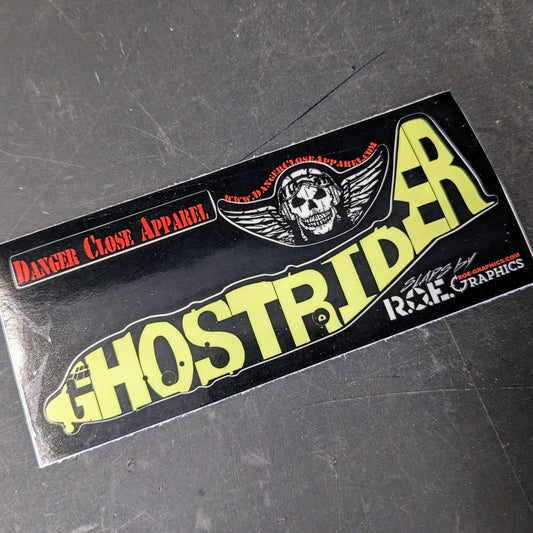 DANGER CLOSE APPAREL
WWW.DANGERCLOSEAPPAREL.COM
GHOSTRIDER
SLAPS by
ROE-GRAPHICS.COM
R.O.E. GRAPHICS